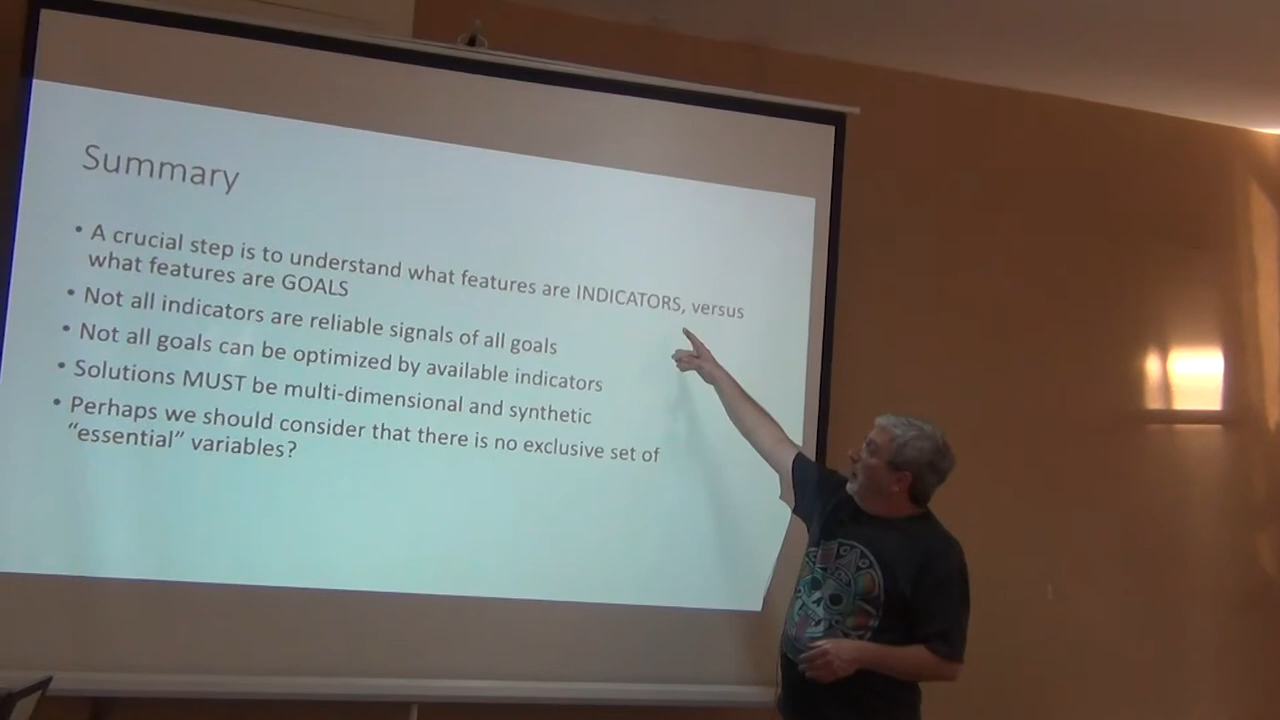 Summary
• A crucial step is to understand what features are INDICATORS, versus
what features are GOALS
• Not all indicators are reliable signals of all goals
• Not all goals can be optimized by available indicators
• Solutions MUST be multi-dimensional and synthetic
• Perhaps we should consider that there is no exclusive set of
“essential” variables?